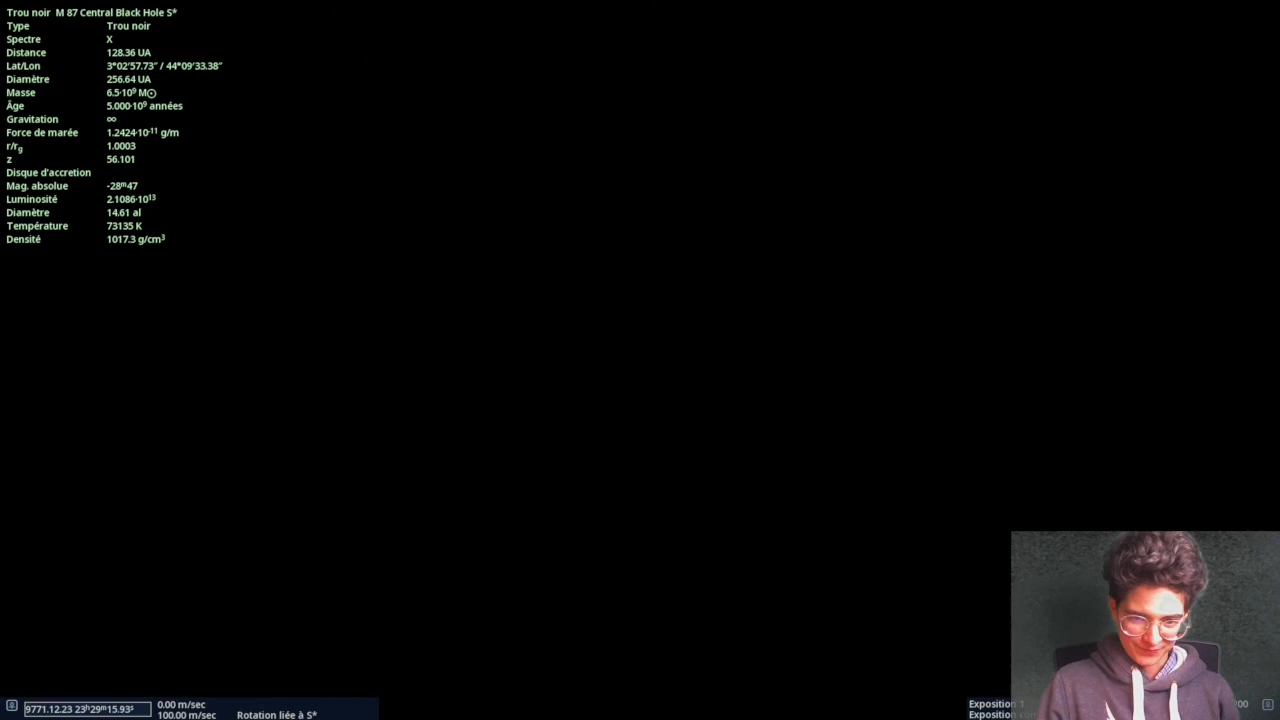 Trou noir M 87 Central Black Hole S*
Type Trou noir
Spectre X
Distance 128.36 UA
Lat/Lon 3°02′57.73″ / 44°09′33.38″
Diamètre 256.64 UA
Masse 6.5·10⁹ M⊙
Âge 5.000·10⁹ années
Gravitation ∞
Force de marée 1.2424·10⁻¹¹ g/m
r/rg 1.0003
z 56.101
Disque d'accretion
Mag. absolue -28ᵐ47
Luminosité 2.1086·10¹³
Diamètre 14.61 al
Température 73135 K
Densité 1017.3 g/cm³
9771.12.23 23ʰ29ᵐ15.93ˢ
0.00 m/sec
100.00 m/sec Rotation liée à S*
Exposition 1
Exposition